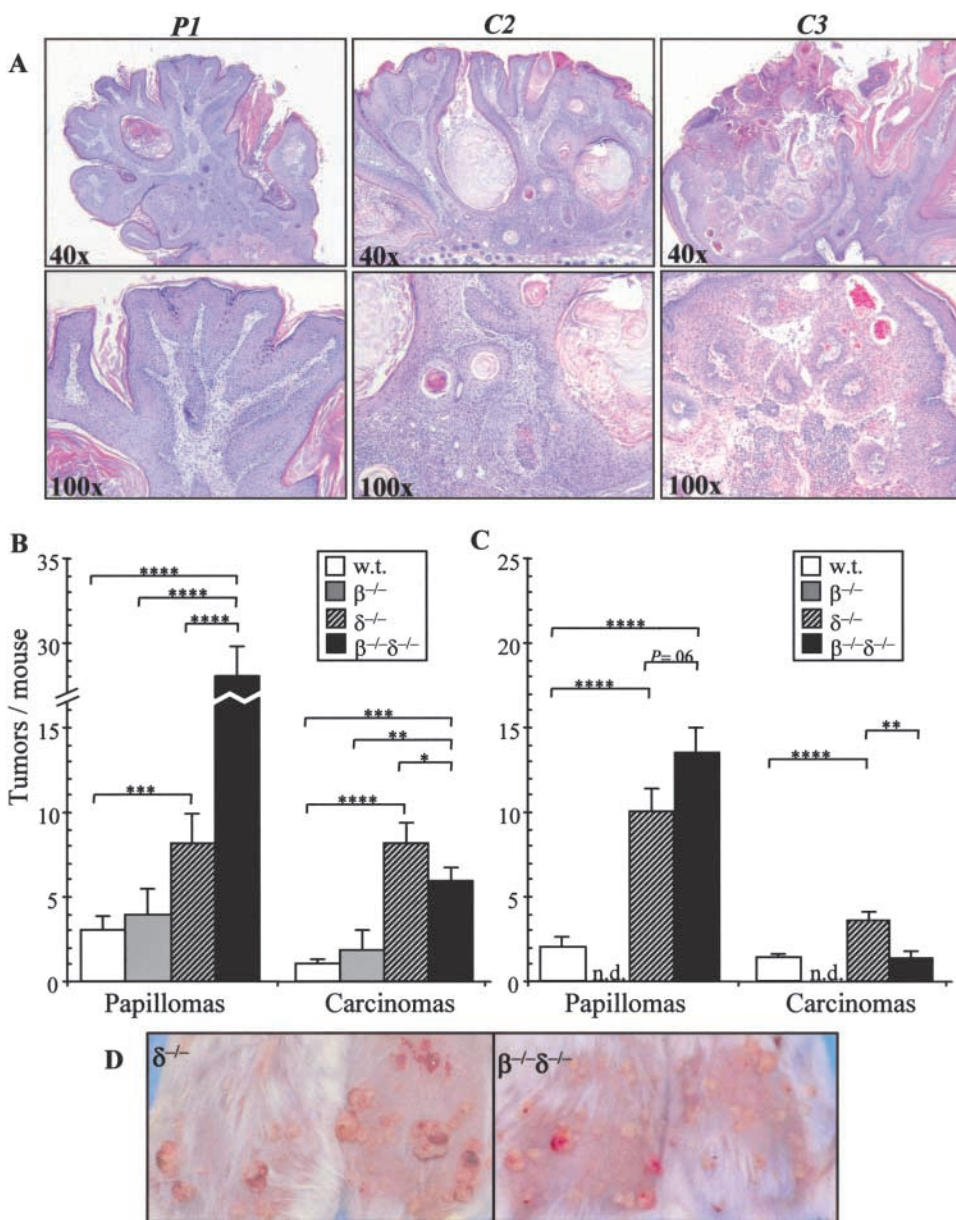 P1 C2 C3
A
40x 40x 40x
100x 100x 100x
B
35
30
15
10
5
0
Tumors / mouse
w.t.
β–/–
δ–/–
β–/–δ–/–
****
****
****
***
***
**
*
****
Papillomas Carcinomas
C
25
20
15
10
5
0
w.t.
β–/–
δ–/–
β–/–δ–/–
****
P=.06
****
**
****
n.d. n.d.
Papillomas Carcinomas
D
δ–/– β–/–δ–/–